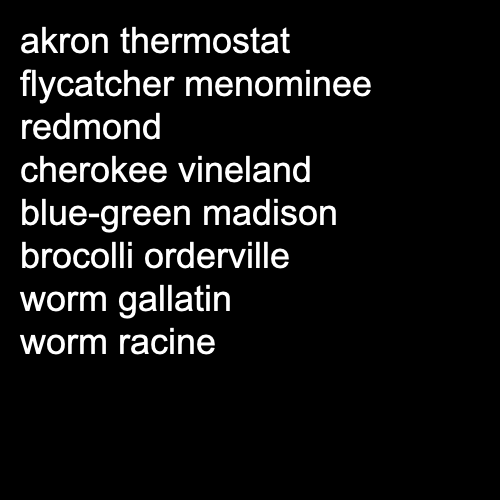 akron thermostat
flycatcher menominee
redmond
cherokee vineland
blue-green madison
brocolli orderville
worm gallatin
worm racine